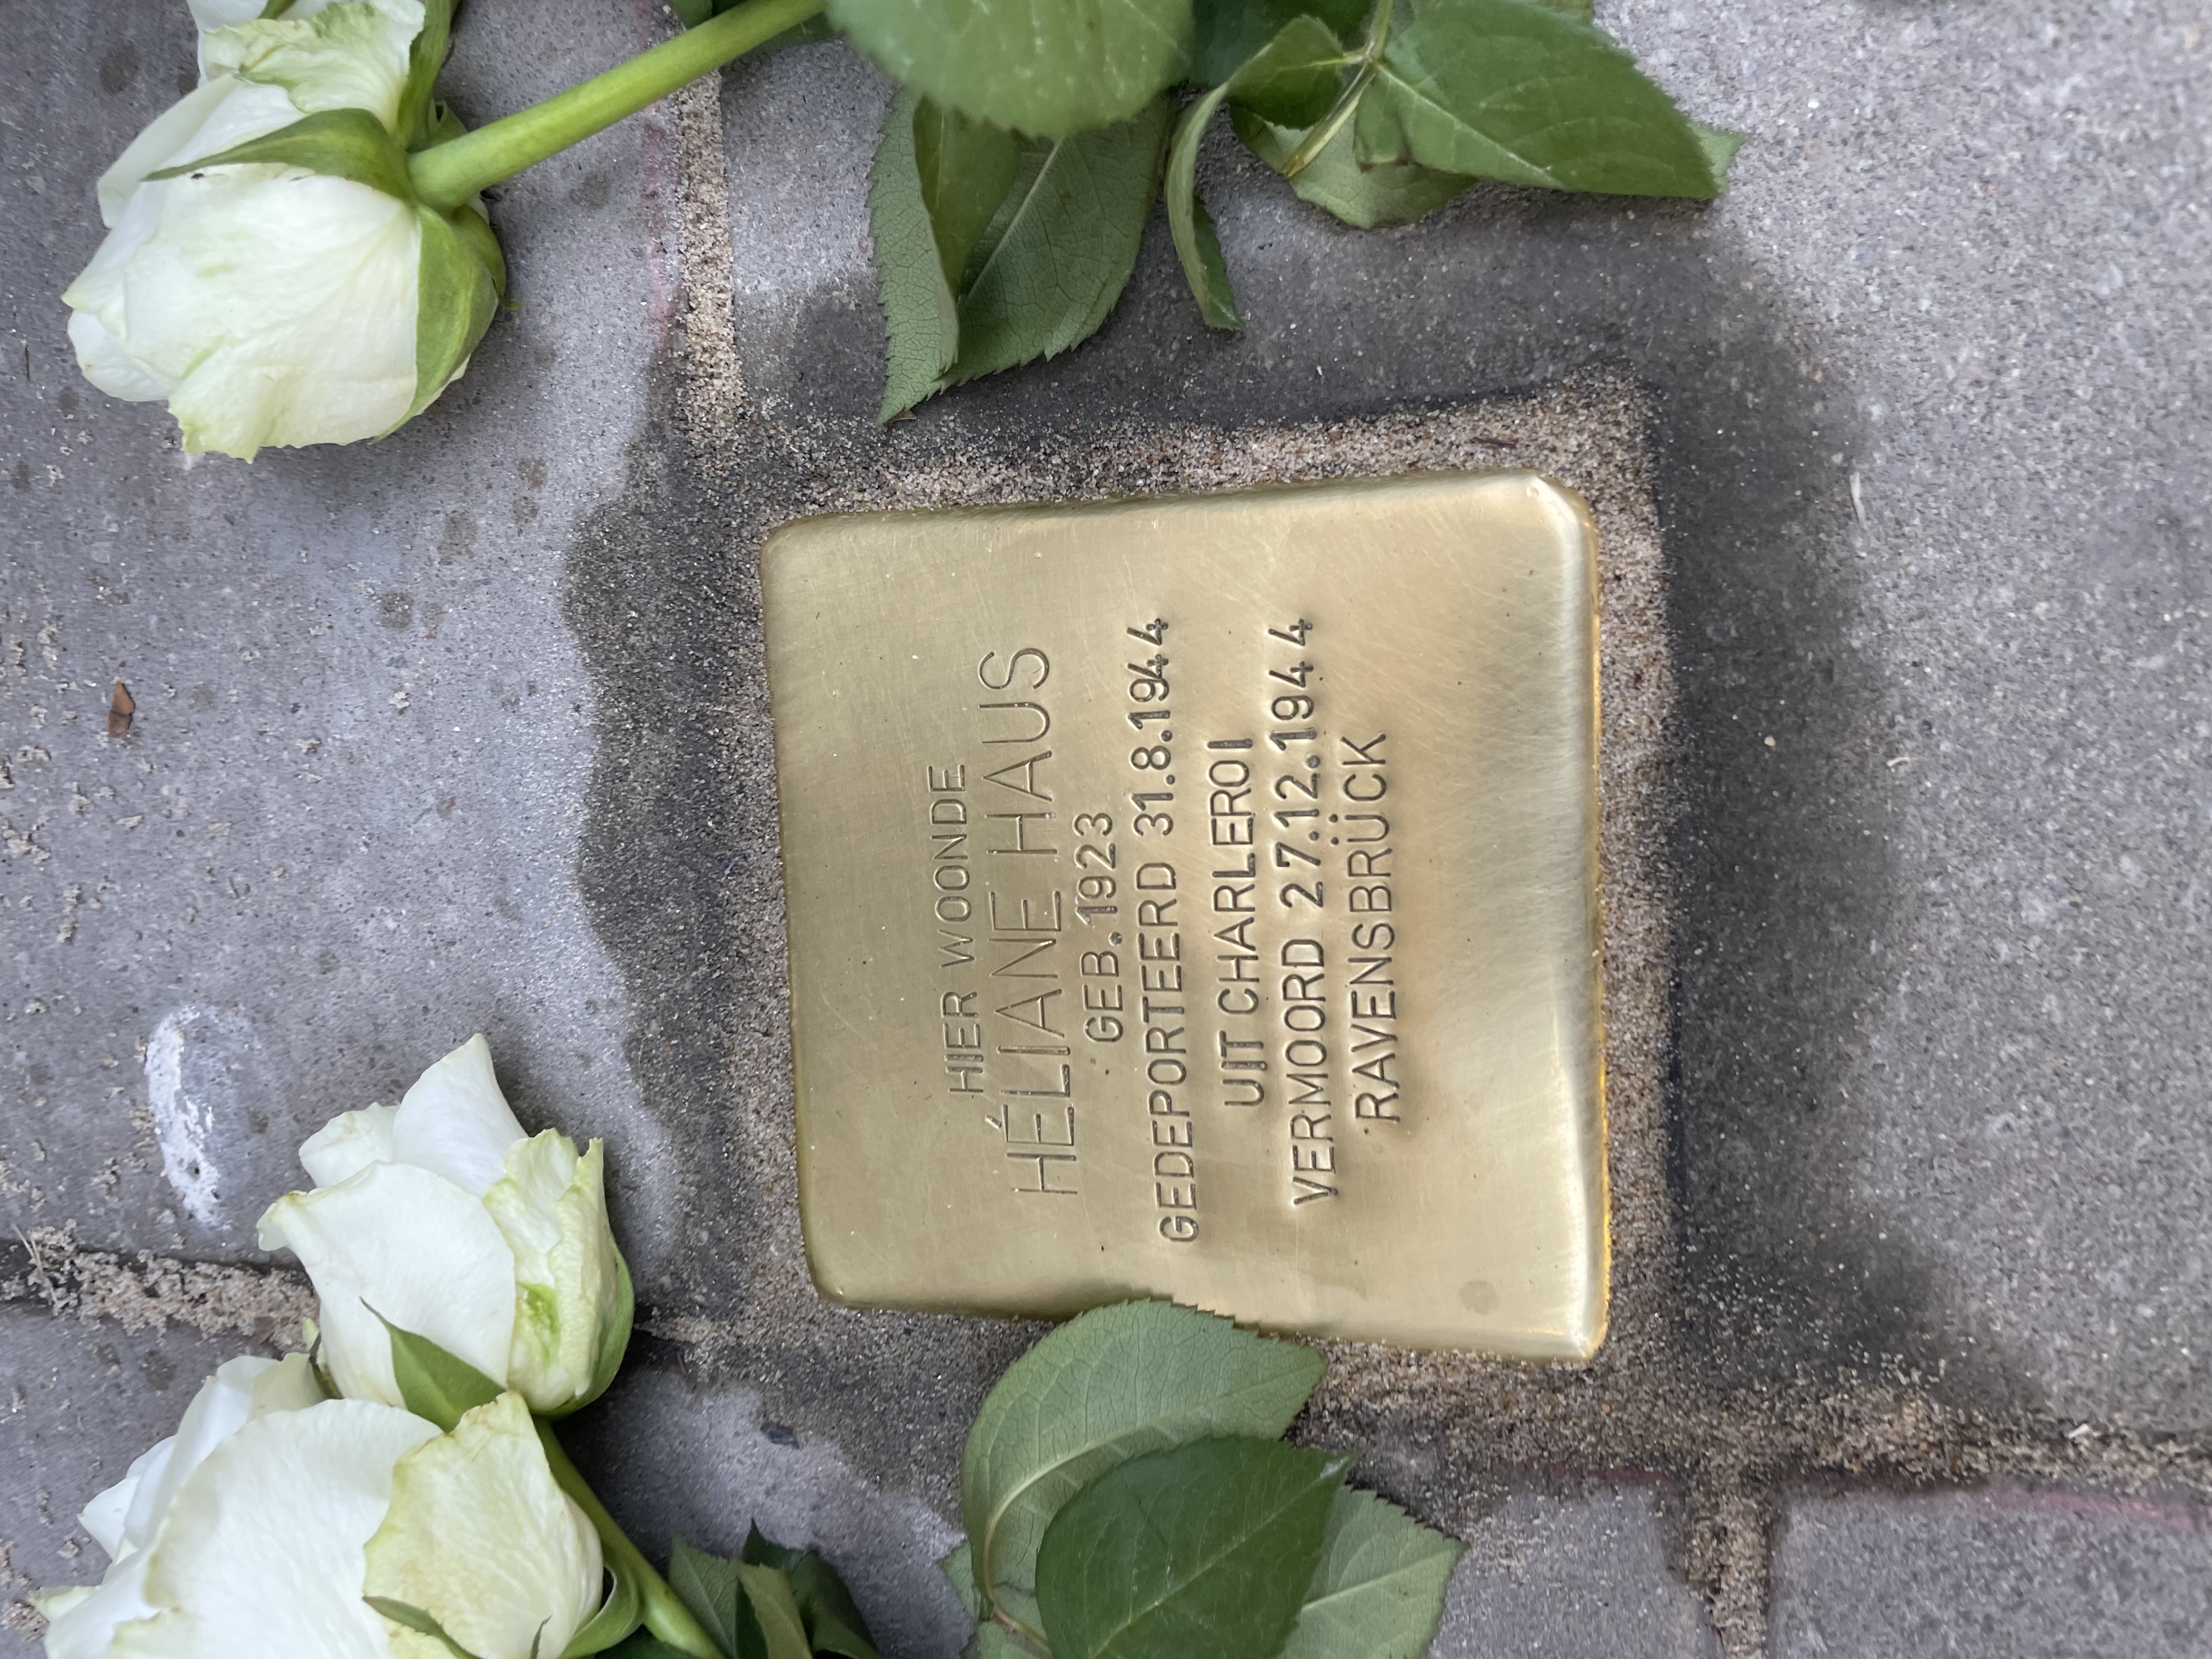 HIER WOONDE
HÉLIANE HAUS
GEB. 1923
GEDEPORTEERD 31.8.1944
UIT CHARLEROI
VERMOORD 27.12.1944
RAVENSBRÜCK